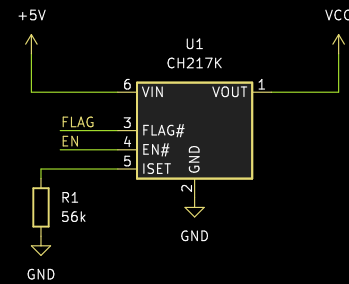 +5V
VCC
U1
CH217K
6
VIN
VOUT
1
FLAG
3
FLAG#
EN
4
EN#
5
ISET
GND
2
R1
56k
GND
GND